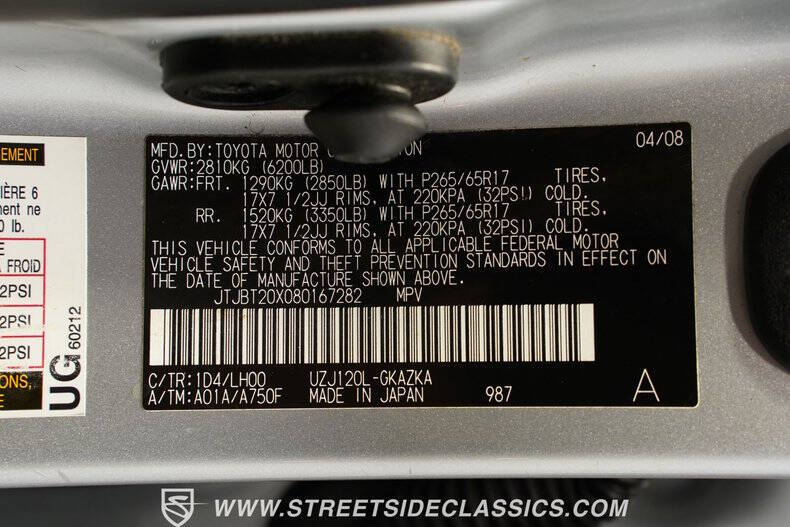 EMENT
IÈRE 6
ment ne
0 lb.
E
A FROID
2PSI
2PSI
2PSI
ONS,
E
UG
60212
MFD.BY:TOYOTA MOTOR C TON 04/08
GVWR:2810KG (6200LB)
GAWR:FRT. 1290KG (2850LB) WITH P265/65R17 TIRES,
17X7 1/2JJ RIMS, AT 220KPA (32PSI) COLD.
RR. 1520KG (3350LB) WITH P265/65R17 TIRES,
17X7 1/2JJ RIMS, AT 220KPA (32PSI) COLD.
THIS VEHICLE CONFORMS TO ALL APPLICABLE FEDERAL MOTOR
VEHICLE SAFETY AND THEFT PREVENTION STANDARDS IN EFFECT ON
THE DATE OF MANUFACTURE SHOWN ABOVE.
JTJBT20X080167282 MPV
C/TR:1D4/LH00 UZJ120L-GKAZKA
A/TM:A01A/A750F MADE IN JAPAN 987 A
WWW.STREETSIDECLASSICS.COM